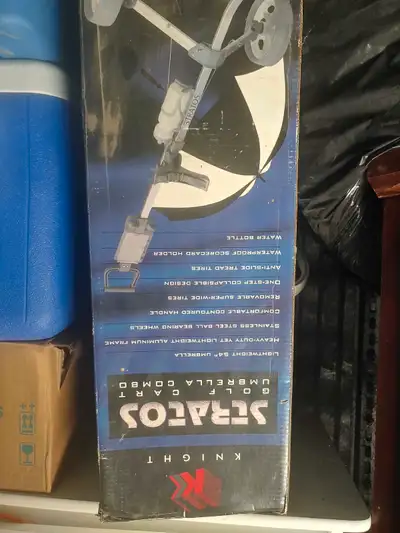 KNIGHT
STRATOS
GOLF CART
UMBRELLA COMBO
LIGHTWEIGHT 54" UMBRELLA
HEAVY-DUTY YET LIGHTWEIGHT ALUMINUM FRAME
STAINLESS STEEL BALL BEARING WHEELS
COMFORTABLE CONTOURED HANDLE
REMOVABLE SUPER-WIDE TIRES
ONE-STEP COLLAPSIBLE DESIGN
ANTI-SLIDE TREAD TIRES
WATERPROOF SCORECARD HOLDER
WATER BOTTLE
STRATOS